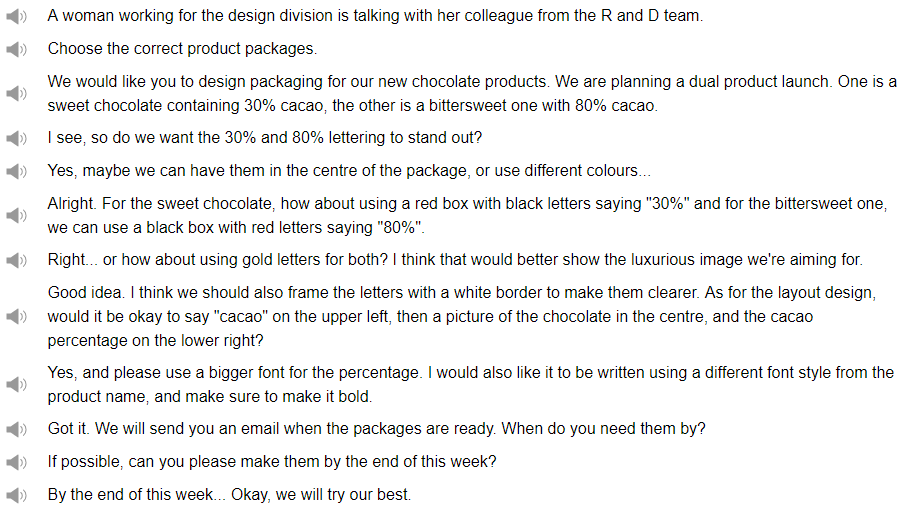 A woman working for the design division is talking with her colleague from the R and D team.
Choose the correct product packages.
We would like you to design packaging for our new chocolate products. We are planning a dual product launch. One is a
sweet chocolate containing 30% cacao, the other is a bittersweet one with 80% cacao.
I see, so do we want the 30% and 80% lettering to stand out?
Yes, maybe we can have them in the centre of the package, or use different colours...
Alright. For the sweet chocolate, how about using a red box with black letters saying "30%" and for the bittersweet one,
we can use a black box with red letters saying "80%".
Right... or how about using gold letters for both? I think that would better show the luxurious image we're aiming for.
Good idea. I think we should also frame the letters with a white border to make them clearer. As for the layout design,
would it be okay to say "cacao" on the upper left, then a picture of the chocolate in the centre, and the cacao
percentage on the lower right?
Yes, and please use a bigger font for the percentage. I would also like it to be written using a different font style from the
product name, and make sure to make it bold.
Got it. We will send you an email when the packages are ready. When do you need them by?
If possible, can you please make them by the end of this week?
By the end of this week... Okay, we will try our best.